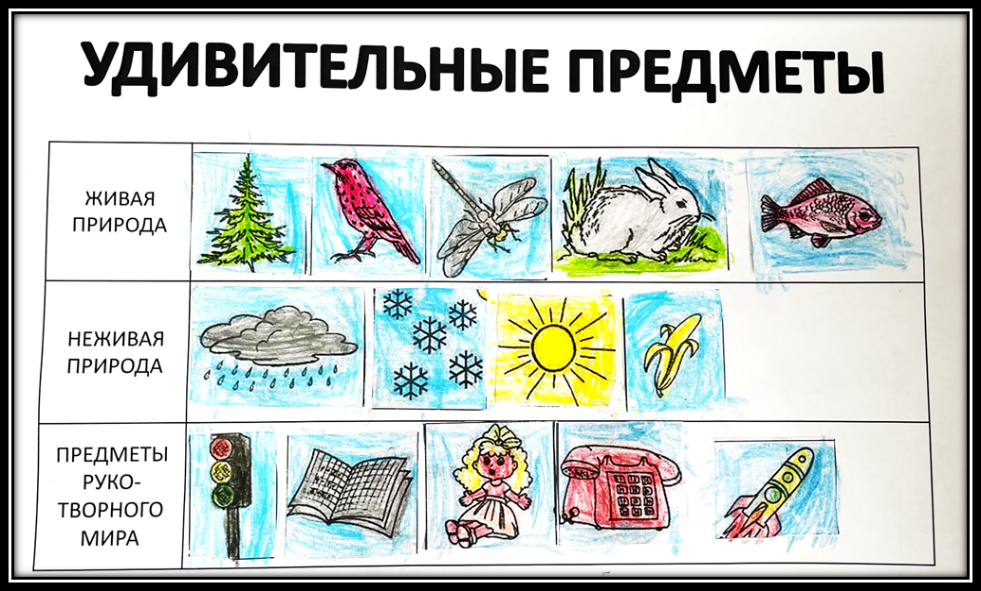 УДИВИТЕЛЬНЫЕ ПРЕДМЕТЫ
ЖИВАЯ
ПРИРОДА
НЕЖИВАЯ
ПРИРОДА
ПРЕДМЕТЫ
РУКО-
ТВОРНОГО
МИРА